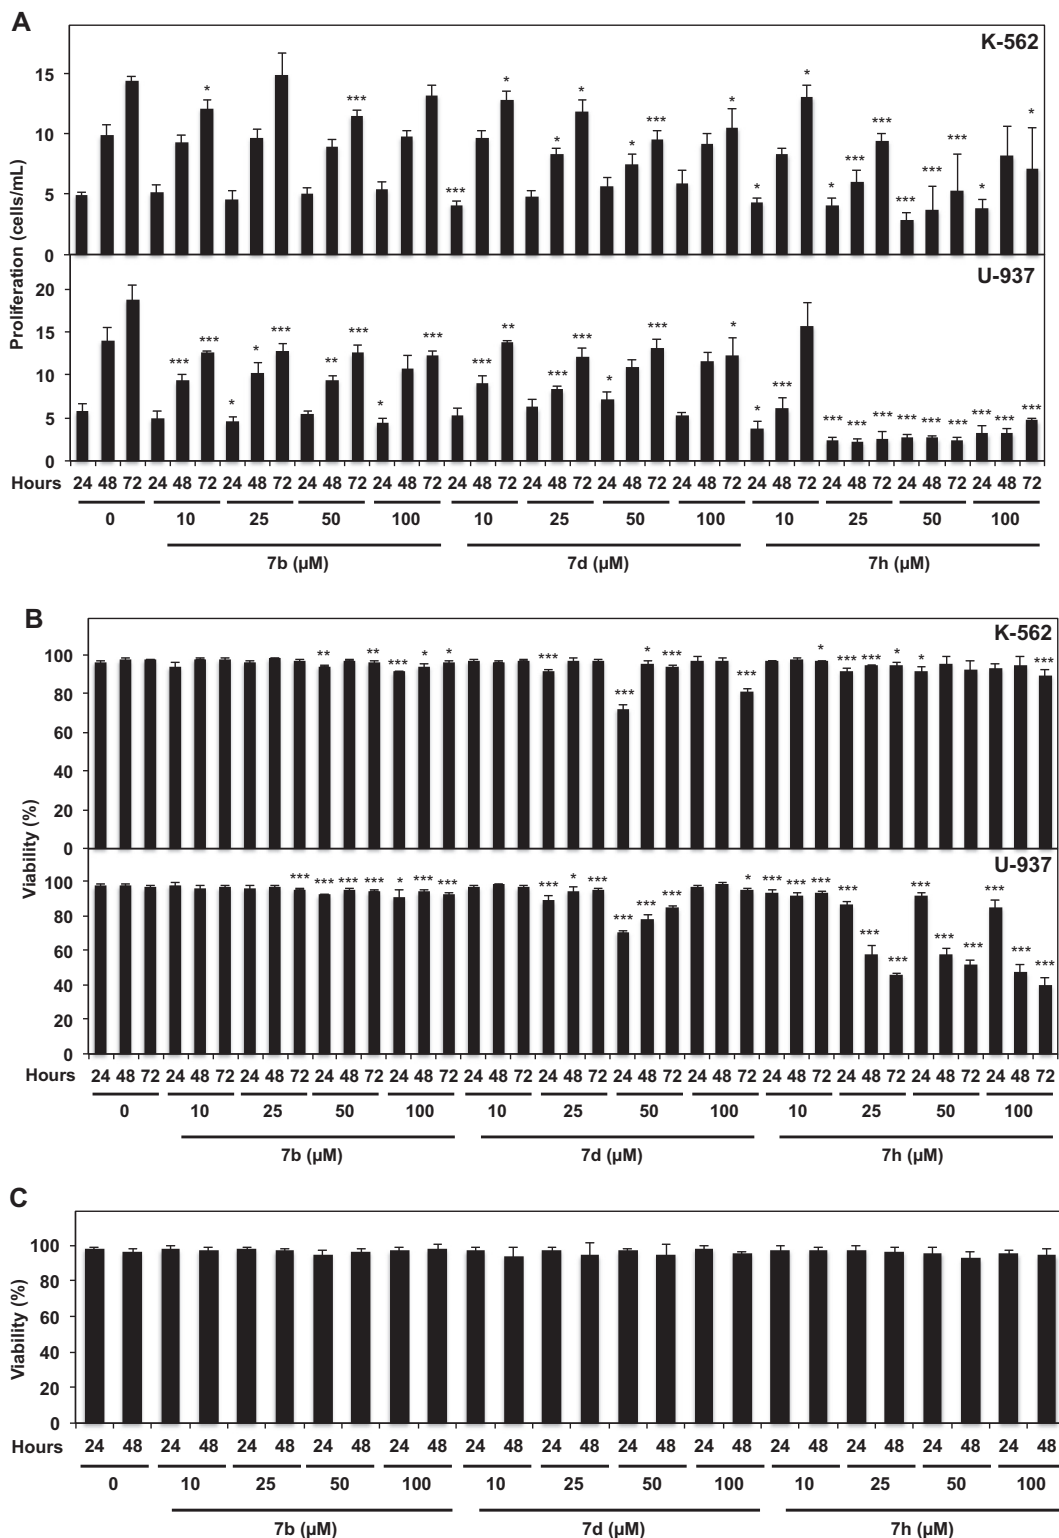 A
K-562
15
* *** * * * * * ***
10 * * *** *** ***
Proliferation (cells/mL)
5 *** * * *** *
0
U-937
20
15 *** *** *** *** ** *** *** *
10 *** * ** *** *** * ***
5 * * * *** *** *** *** *** *** *** *** ***
0
Hours 24 48 72 24 48 72 24 48 72 24 48 72 24 48 72 24 48 72 24 48 72 24 48 72 24 48 72 24 48 72 24 48 72 24 48 72 24 48 72
0 10 25 50 100 10 25 50 100 10 25 50 100
7b (µM) 7d (µM) 7h (µM)
B
K-562
100 ** ** *** * * *** *** * *** *** * *** *** * * ***
80
60
40
20
0
Viability (%)
U-937
100 *** *** *** *** * *** *** *** * *** *** *** *** * *** *** *** *** *** ***
80
60 *** *** *** *** *** ***
40
20
0
Hours 24 48 72 24 48 72 24 48 72 24 48 72 24 48 72 24 48 72 24 48 72 24 48 72 24 48 72 24 48 72 24 48 72 24 48 72 24 48 72
0 10 25 50 100 10 25 50 100 10 25 50 100
7b (µM) 7d (µM) 7h (µM)
C
100
80
60
Viability (%)
40
20
0
Hours 24 48 24 48 24 48 24 48 24 48 24 48 24 48 24 48 24 48 24 48 24 48 24 48 24 48
0 10 25 50 100 10 25 50 100 10 25 50 100
7b (µM) 7d (µM) 7h (µM)